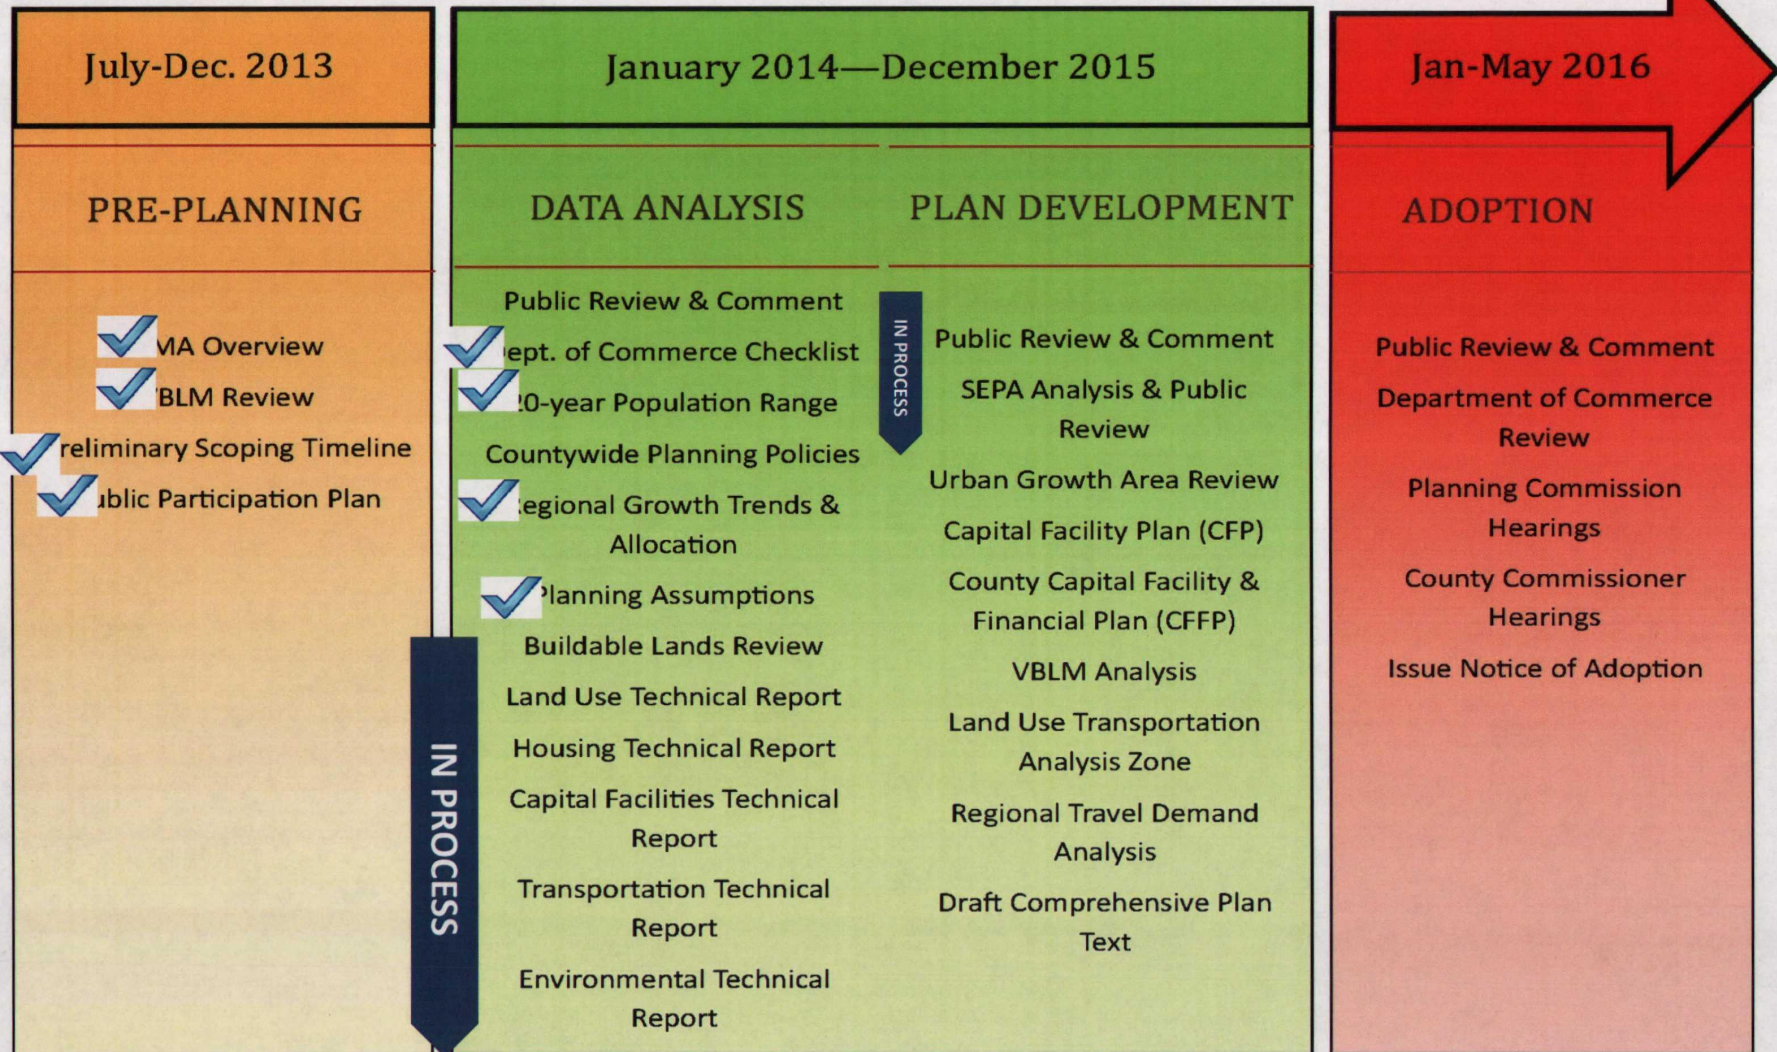 July-Dec. 2013
PRE-PLANNING
MA Overview
BLM Review
reliminary Scoping Timeline
ublic Participation Plan
January 2014—December 2015
DATA ANALYSIS
Public Review & Comment
ept. of Commerce Checklist
20-year Population Range
Countywide Planning Policies
egional Growth Trends &
Allocation
Planning Assumptions
Buildable Lands Review
Land Use Technical Report
Housing Technical Report
Capital Facilities Technical
Report
Transportation Technical
Report
Environmental Technical
Report
IN PROCESS
PLAN DEVELOPMENT
IN PROCESS
Public Review & Comment
SEPA Analysis & Public
Review
Urban Growth Area Review
Capital Facility Plan (CFP)
County Capital Facility &
Financial Plan (CFFP)
VBLM Analysis
Land Use Transportation
Analysis Zone
Regional Travel Demand
Analysis
Draft Comprehensive Plan
Text
Jan-May 2016
ADOPTION
Public Review & Comment
Department of Commerce
Review
Planning Commission
Hearings
County Commissioner
Hearings
Issue Notice of Adoption